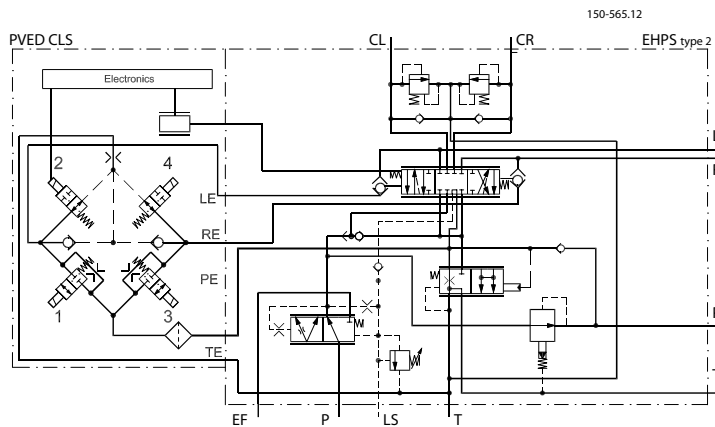 150-565.12
PVED CLS
CL
CR
EHPS type 2
Electronics
2
4
LE
RE
PE
1
3
TE
EF
P
LS
T